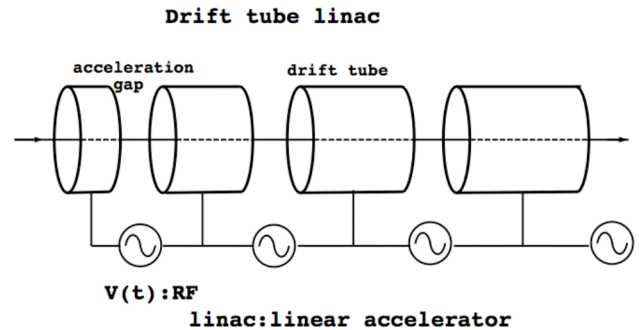 Drift tube linac
acceleration
gap
drift tube
V(t):RF
linac:linear accelerator